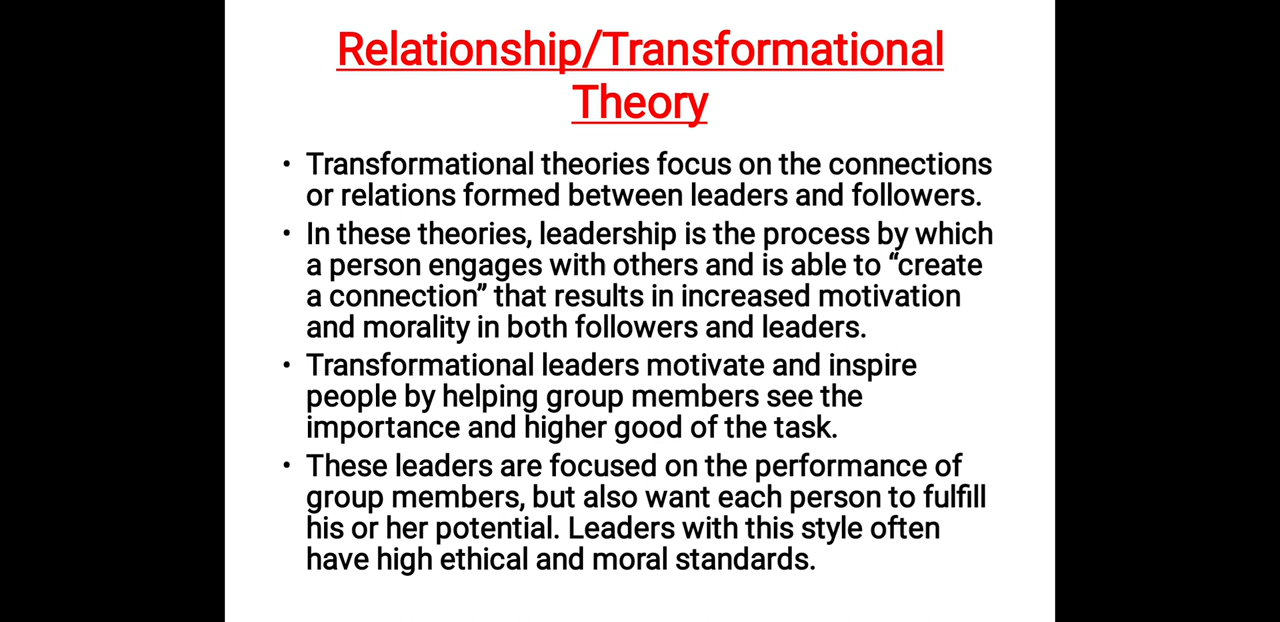 Relationship/Transformational
Theory
• Transformational theories focus on the connections
or relations formed between leaders and followers.
• In these theories, leadership is the process by which
a person engages with others and is able to “create
a connection” that results in increased motivation
and morality in both followers and leaders.
• Transformational leaders motivate and inspire
people by helping group members see the
importance and higher good of the task.
• These leaders are focused on the performance of
group members, but also want each person to fulfill
his or her potential. Leaders with this style often
have high ethical and moral standards.